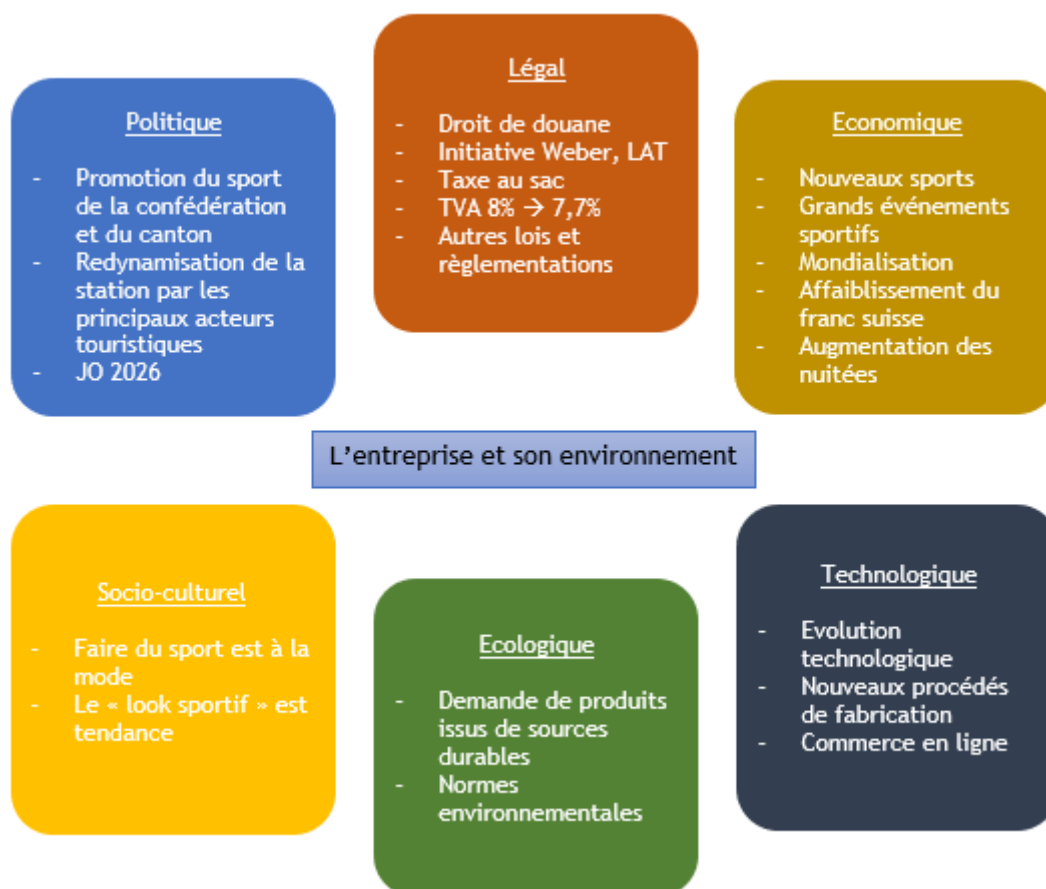 Politique
- Promotion du sport
de la confédération
et du canton
- Redynamisation de la
station par les
principaux acteurs
touristiques
- JO 2026
Légal
- Droit de douane
- Initiative Weber, LAT
- Taxe au sac
- TVA 8% → 7,7%
- Autres lois et
règlementations
Economique
- Nouveaux sports
- Grands événements
sportifs
- Mondialisation
- Affaiblissement du
franc suisse
- Augmentation des
nuitées
L'entreprise et son environnement
Socio-culturel
- Faire du sport est à la
mode
- Le « look sportif » est
tendance
Ecologique
- Demande de produits
issus de sources
durables
- Normes
environnementales
Technologique
- Evolution
technologique
- Nouveaux procédés
de fabrication
- Commerce en ligne